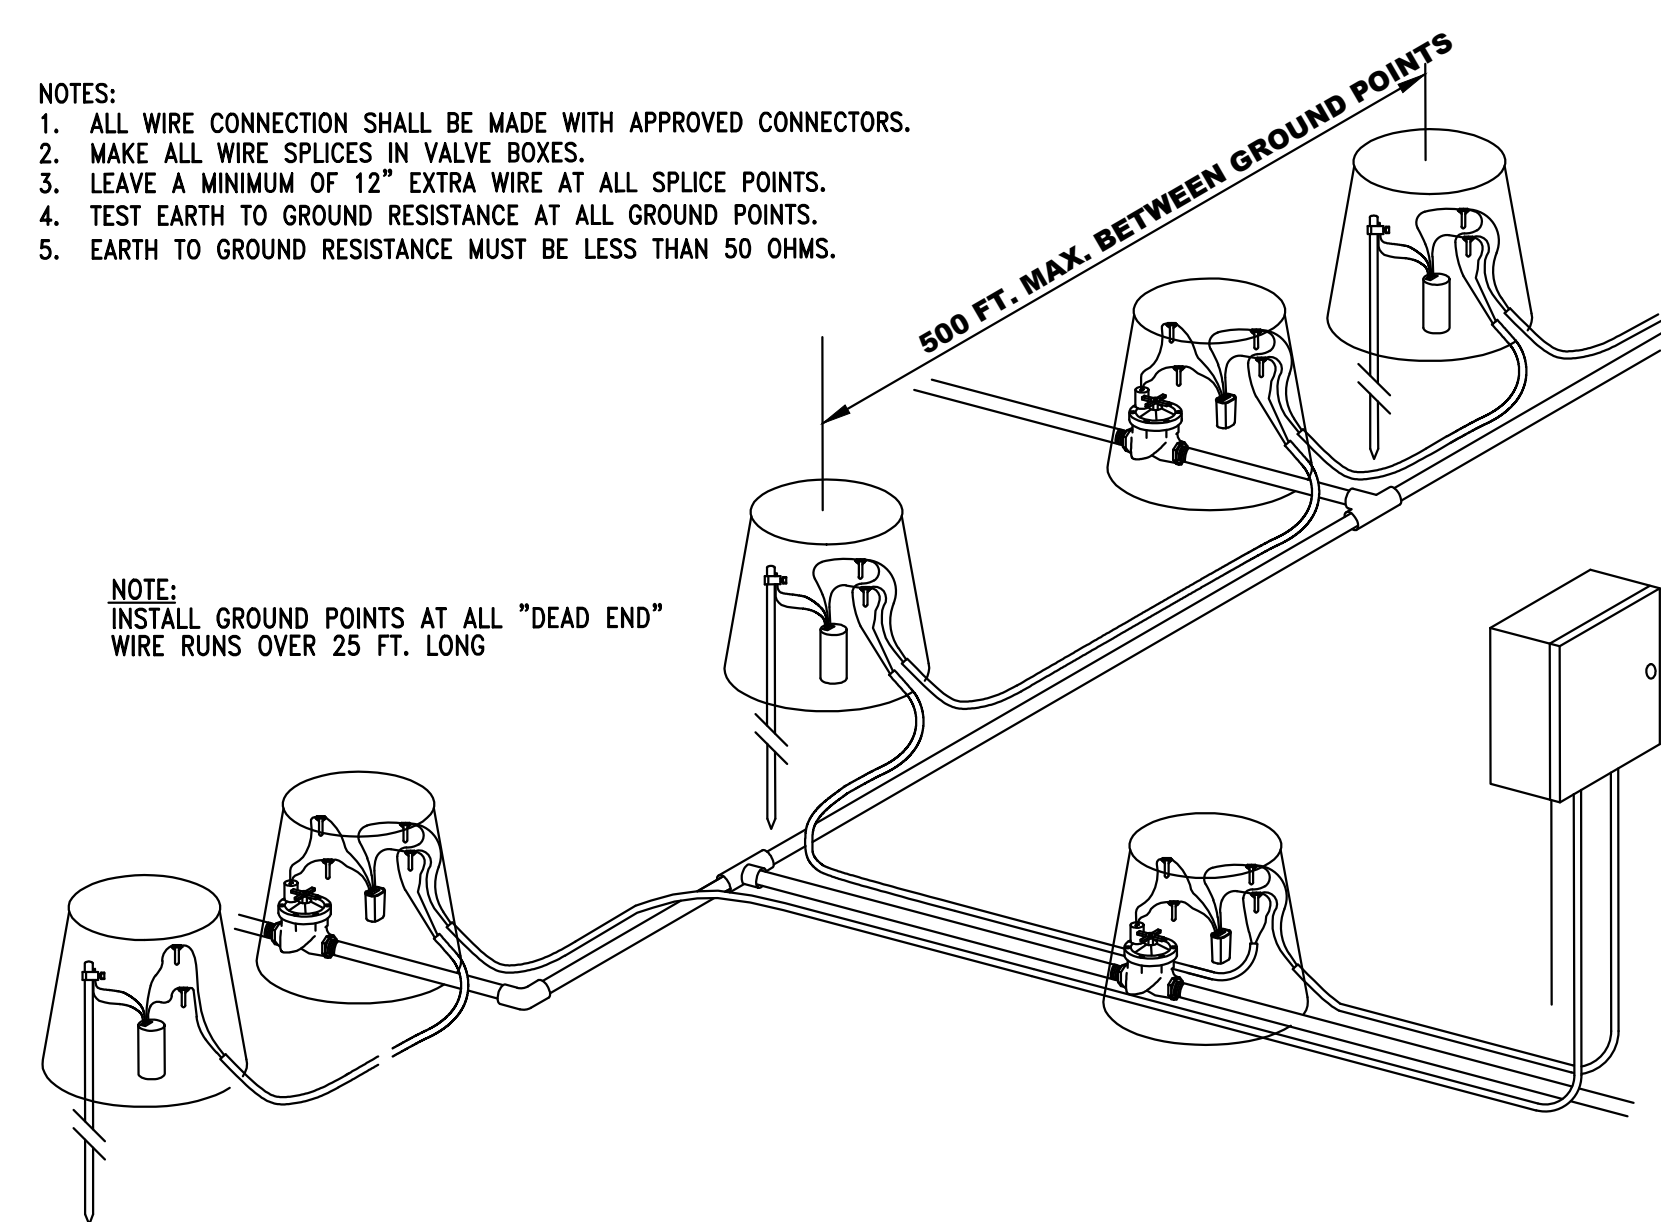 NOTES:
1. ALL WIRE CONNECTION SHALL BE MADE WITH APPROVED CONNECTORS.
2. MAKE ALL WIRE SPLICES IN VALVE BOXES.
3. LEAVE A MINIMUM OF 12” EXTRA WIRE AT ALL SPLICE POINTS.
4. TEST EARTH TO GROUND RESISTANCE AT ALL GROUND POINTS.
5. EARTH TO GROUND RESISTANCE MUST BE LESS THAN 50 OHMS.
500 FT. MAX. BETWEEN GROUND POINTS
NOTE:
INSTALL GROUND POINTS AT ALL ”DEAD END”
WIRE RUNS OVER 25 FT. LONG